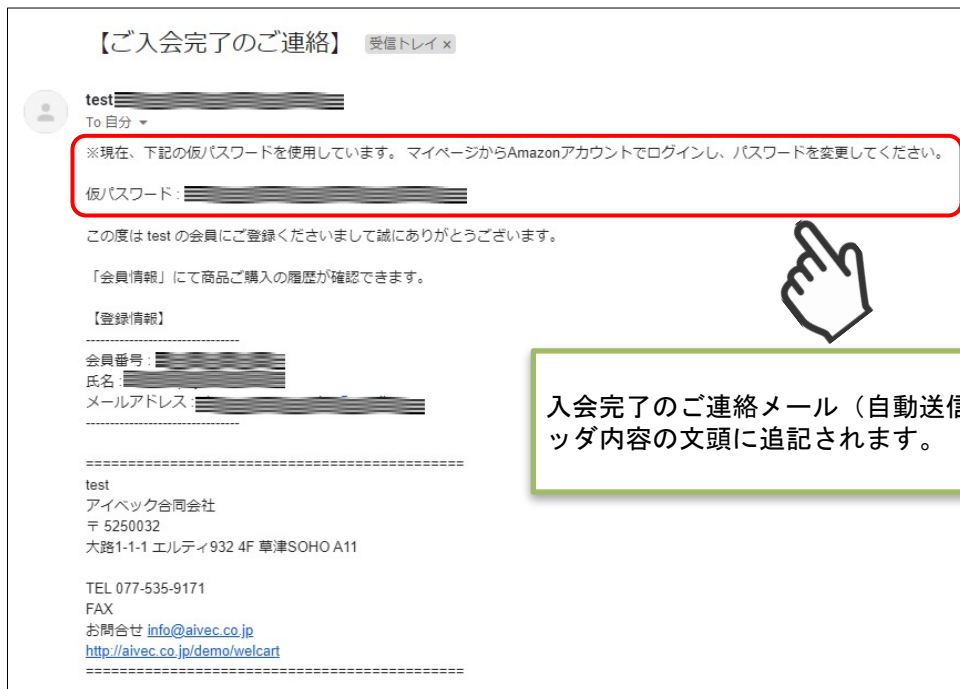 【ご入会完了のご連絡】 受信トレイ ×
test
To 自分
※現在、下記の仮パスワードを使用しています。 マイページからAmazonアカウントでログインし、パスワードを変更してください。
仮パスワード :
この度は test の会員にご登録くださいまして誠にありがとうございます。
「会員情報」にて商品ご購入の履歴が確認できます。
【登録情報】
--------------------------------
会員番号 :
氏名 :
メールアドレス :
--------------------------------
入会完了のご連絡メール（自動送信
ッダ内容の文頭に追記されます。
=============================================
test
アイベック合同会社
〒 5250032
大路1-1-1 エルティ932 4F 草津SOHO A11
TEL 077-535-9171
FAX
お問合せ info@aivec.co.jp
http://aivec.co.jp/demo/welcart
=============================================